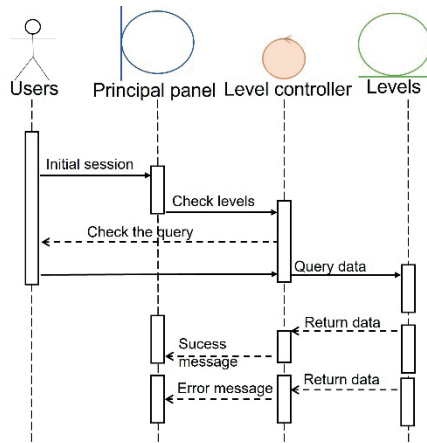 Users
Principal panel
Level controller
Levels
Initial session
Check levels
Check the query
Query data
Return data
Sucess
message
Return data
Error message